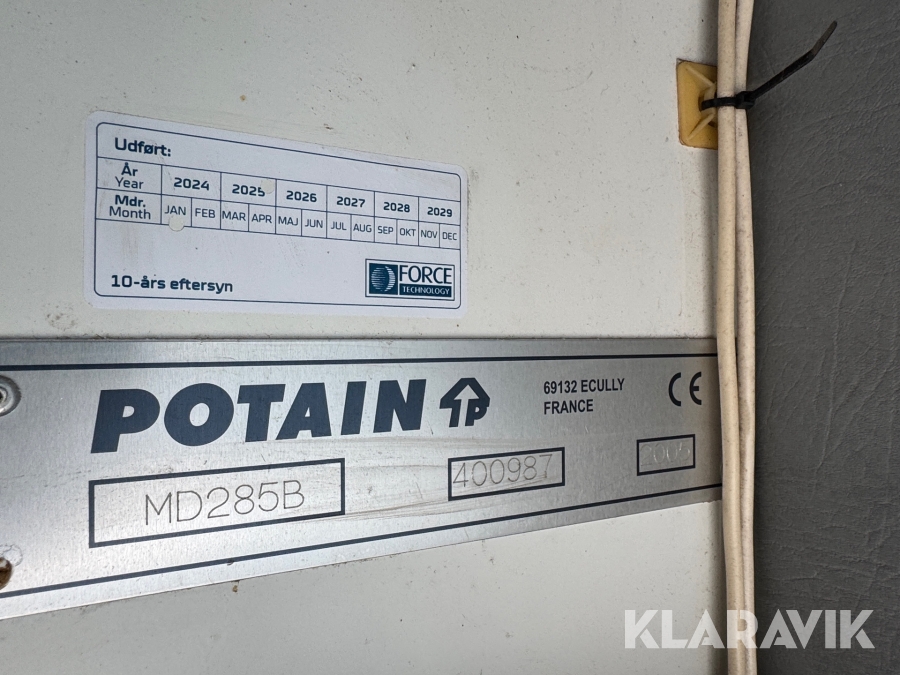 Udført:
År 2024 2025 2026 2027 2028 2029
Year
Mdr. JAN FEB MAR APR MAJ JUN JUL AUG SEP OKT NOV DEC
Month
10-års eftersyn
FORCE
TECHNOLOGY
POTAIN
69132 ECULLY
FRANCE
CE
MD285B 400987 2005
KLARAVIK